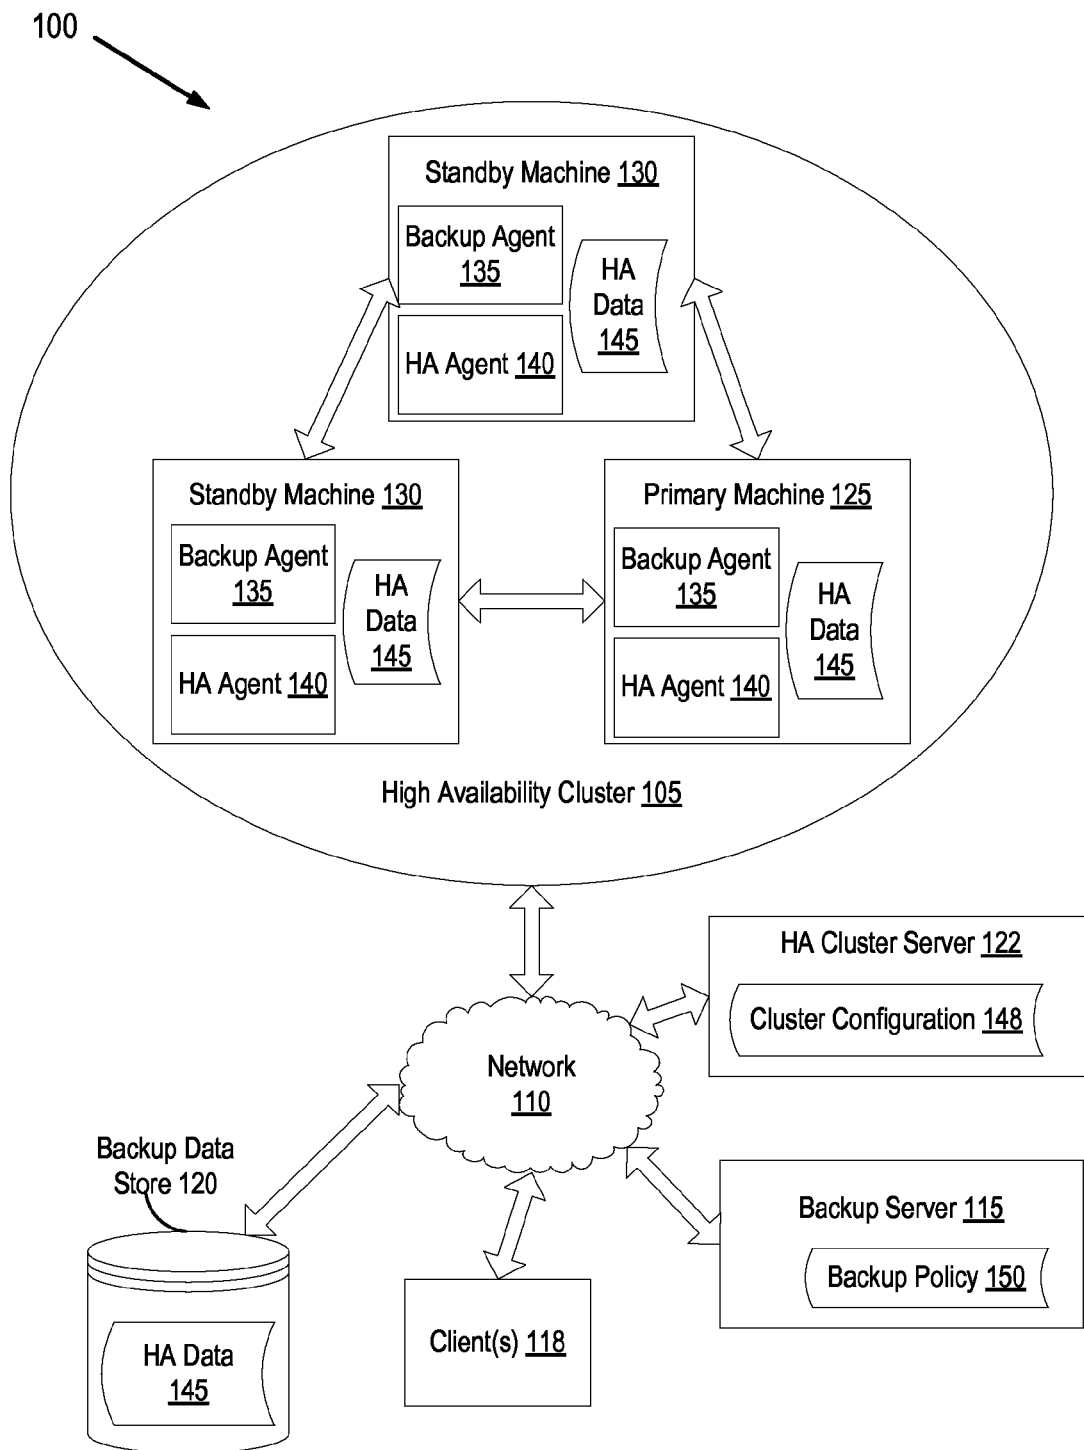 100
Standby Machine 130
Backup Agent
135
HA
Data
145
HA Agent 140
Standby Machine 130
Backup Agent
135
HA
Data
145
HA Agent 140
Primary Machine 125
Backup Agent
135
HA
Data
145
HA Agent 140
High Availability Cluster 105
HA Cluster Server 122
Cluster Configuration 148
Network
110
Backup Data
Store 120
Backup Server 115
Backup Policy 150
Client(s) 118
HA Data
145